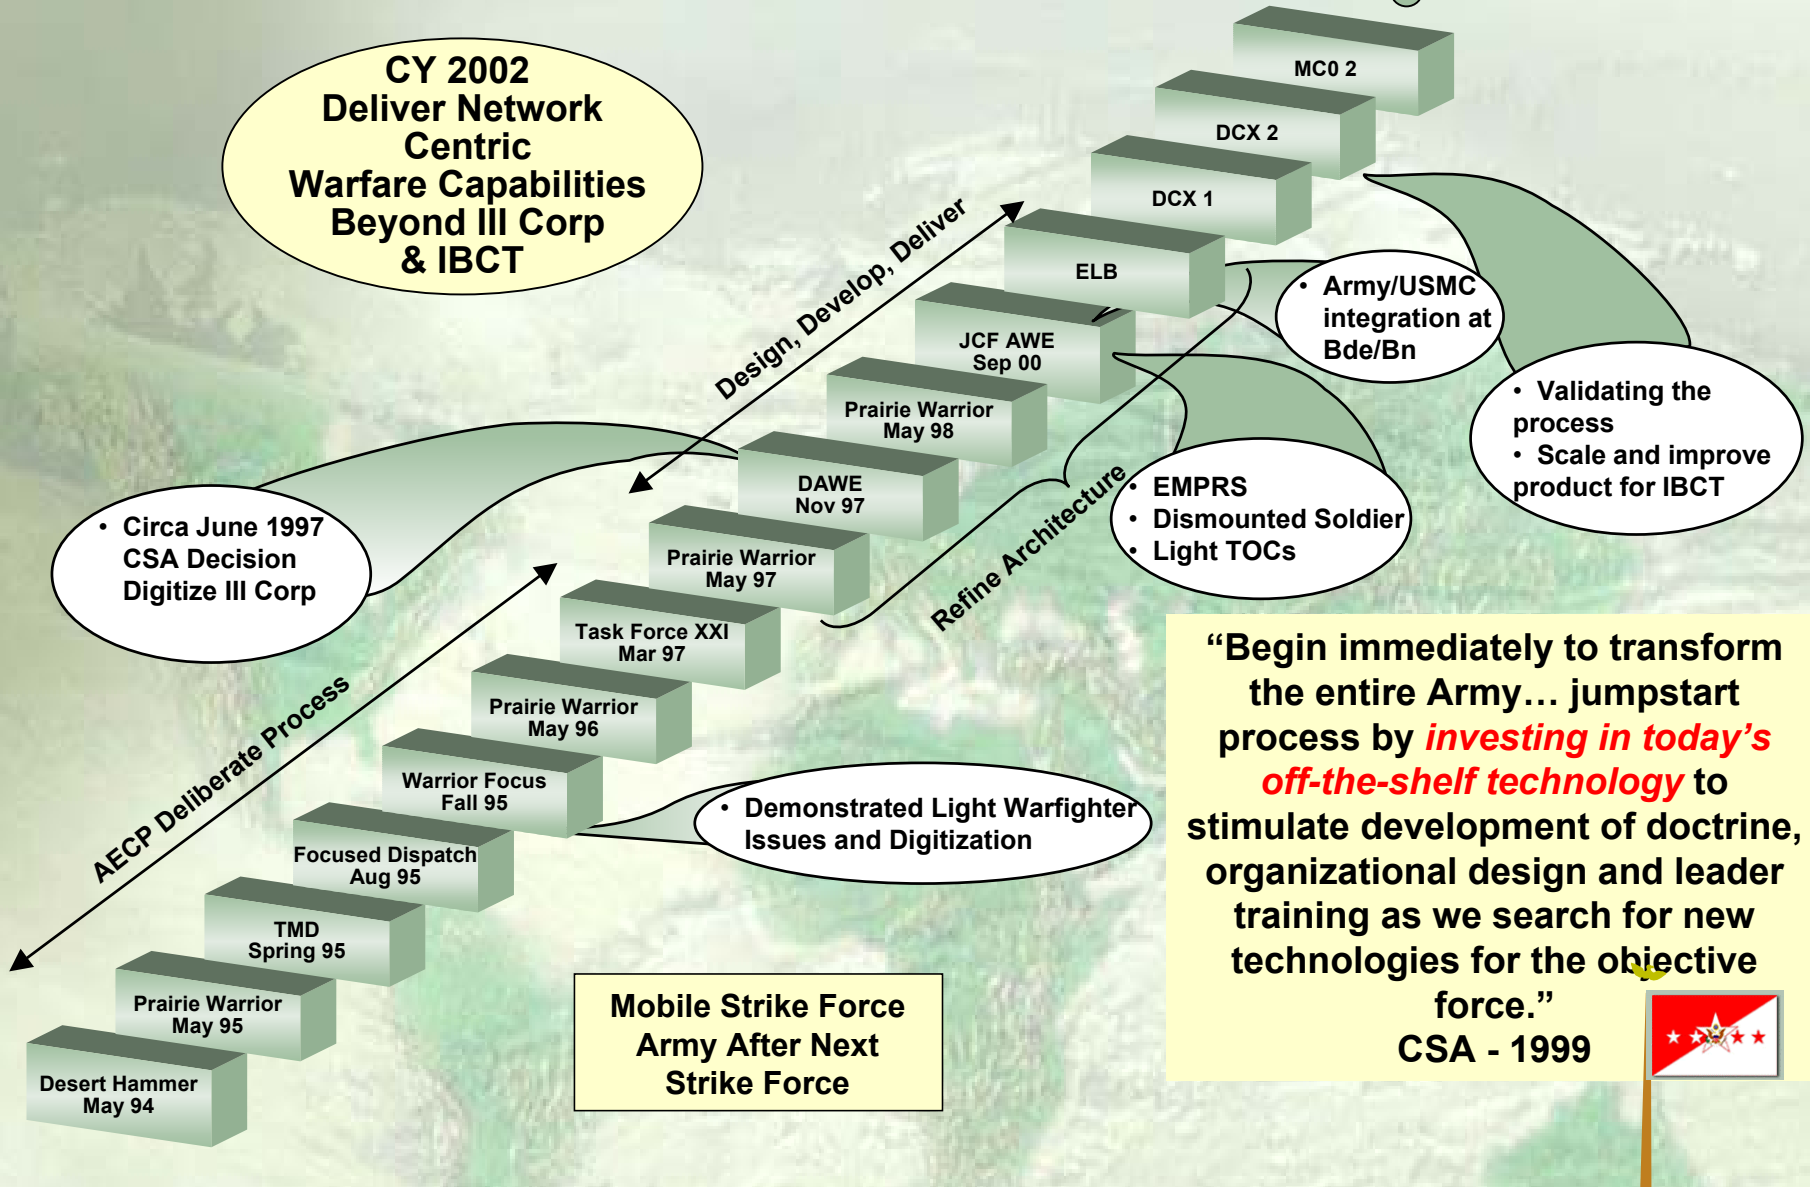 CY 2002
Deliver Network
Centric
Warfare Capabilities
Beyond III Corp
& IBCT
MC0 2
DCX 2
DCX 1
ELB
JCF AWE
Sep 00
Prairie Warrior
May 98
DAWE
Nov 97
Prairie Warrior
May 97
Task Force XXI
Mar 97
Prairie Warrior
May 96
Warrior Focus
Fall 95
Focused Dispatch
Aug 95
TMD
Spring 95
Prairie Warrior
May 95
Desert Hammer
May 94
Design, Develop, Deliver
AECP Deliberate Process
Refine Architecture
• Army/USMC
integration at
Bde/Bn
• Validating the
process
• Scale and improve
product for IBCT
• EMPRS
• Dismounted Soldier
• Light TOCs
• Circa June 1997
CSA Decision
Digitize III Corp
• Demonstrated Light Warfighter
Issues and Digitization
Mobile Strike Force
Army After Next
Strike Force
“Begin immediately to transform
the entire Army… jumpstart
process by investing in today’s
off-the-shelf technology to
stimulate development of doctrine,
organizational design and leader
training as we search for new
technologies for the objective
force.”
CSA - 1999